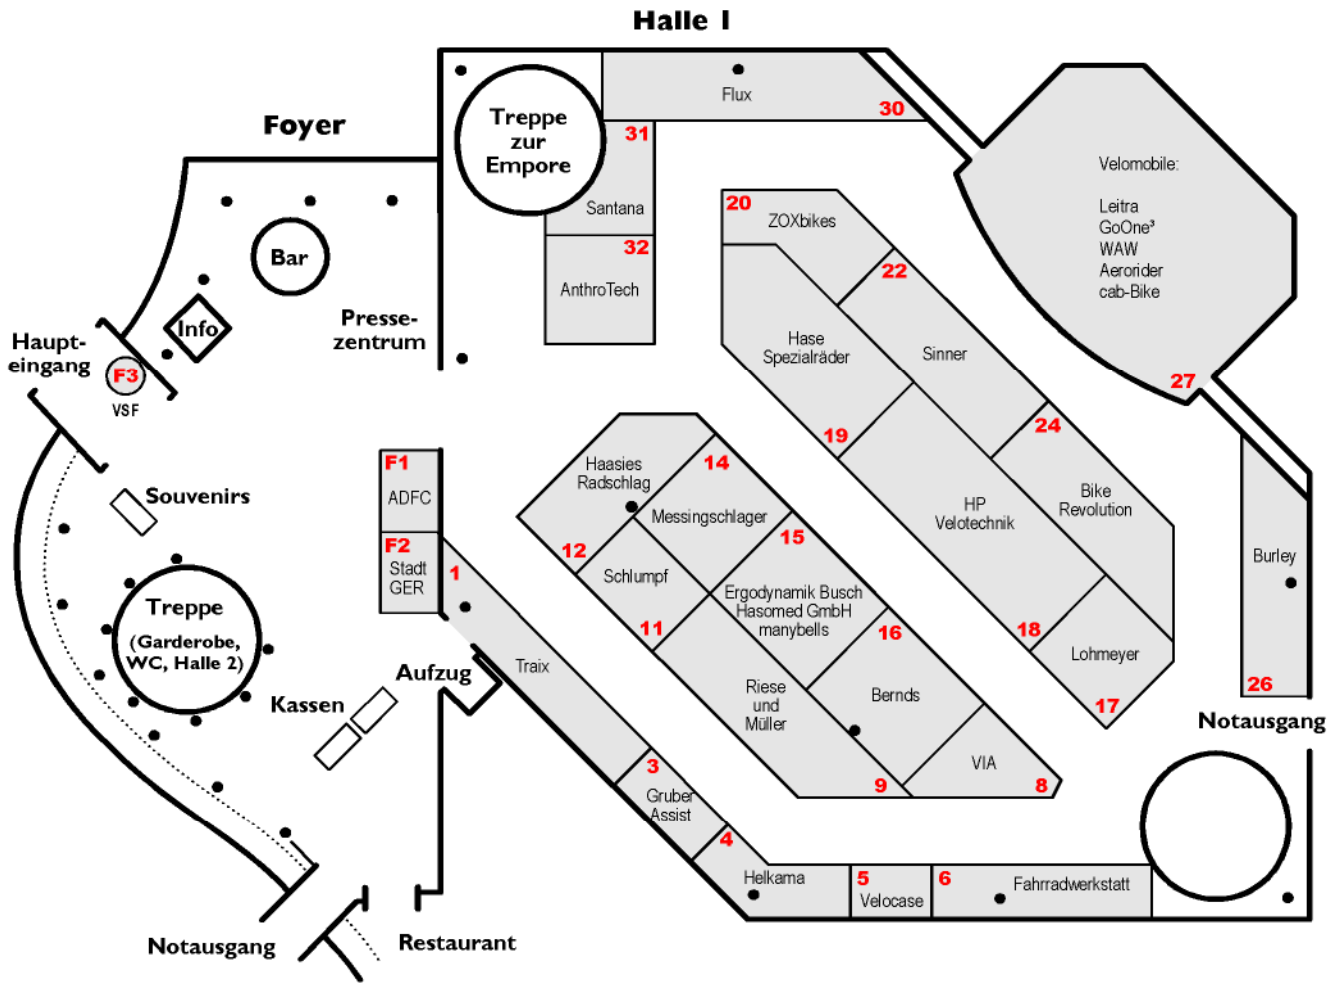 Halle 1
Foyer
Treppe
zur
Empore
Flux
30
31
Santana
32
AnthroTech
Velomobile:
Leitra
GoOne³
WAW
Aerorider
cab-Bike
27
20
ZOXbikes
22
Hase
Spezialräder
Sinner
19
24
HP
Velotechnik
Bike
Revolution
18
Lohmeyer
17
Burley
26
Notausgang
Bar
Info
Presse-
zentrum
Haupt-
eingang
F3
VSF
Souvenirs
F1
ADFC
F2
Stadt
GER
Treppe
(Garderobe,
WC, Halle 2)
Kassen
Aufzug
Haasies
Radschlag
14
Messingschlager
12
Schlumpf
15
Ergodynamik Busch
Hasomed GmbH
manybells
11
16
Riese
und
Müller
Bernds
9
VIA
8
1
Traix
3
Gruber
Assist
4
Helkama
5
Velocase
6
Fahrradwerkstatt
Notausgang
Restaurant